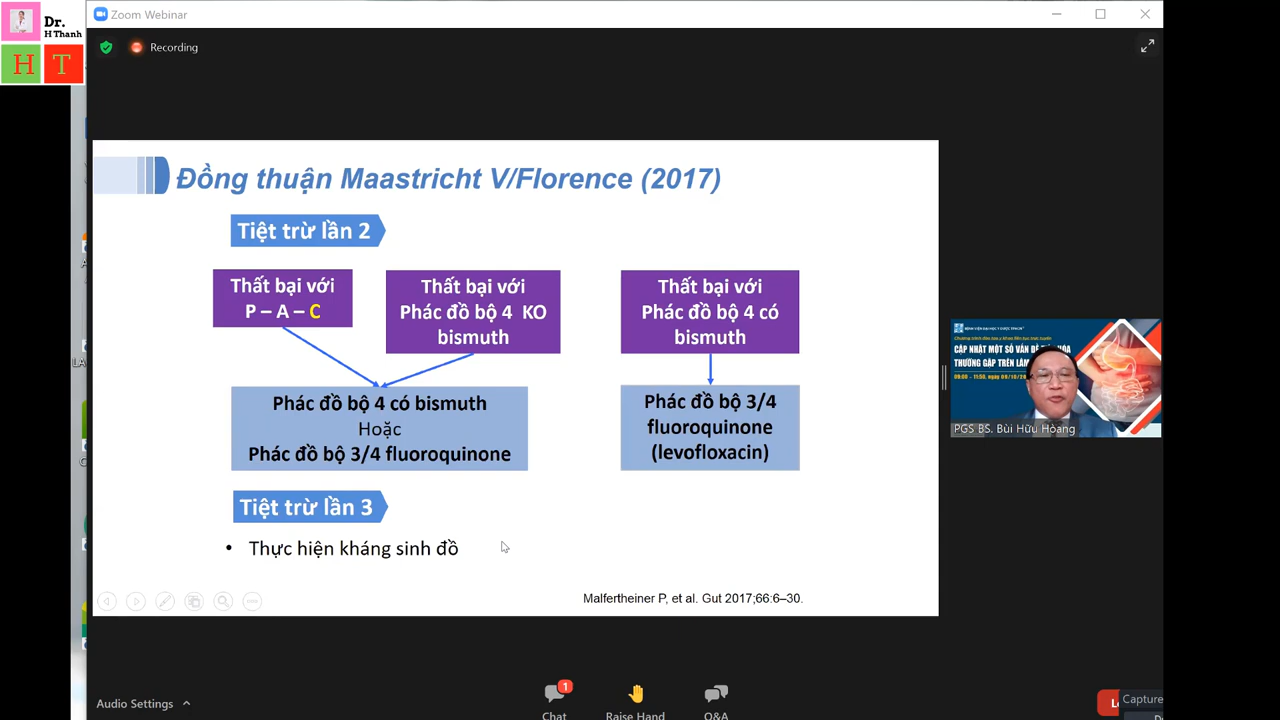 Dr.
H Thanh
H T
Zoom Webinar
Recording
Đồng thuận Maastricht V/Florence (2017)
Tiệt trừ lần 2
Thất bại với
P – A – C
Thất bại với
Phác đồ bộ 4 KO
bismuth
Thất bại với
Phác đồ bộ 4 có
bismuth
Phác đồ bộ 4 có bismuth
Hoặc
Phác đồ bộ 3/4 fluoroquinone
Phác đồ bộ 3/4
fluoroquinone
(levofloxacin)
Tiệt trừ lần 3
• Thực hiện kháng sinh đồ
Malfertheiner P, et al. Gut 2017;66:6–30.
CẬP NHẬT MỘT SỐ VẤN ĐỀ
THƯỜNG GẶP TRÊN LÂM
PGS BS. Bùi Hữu Hoàng
Audio Settings
1
Chat
Raise Hand
Q&A
Capture